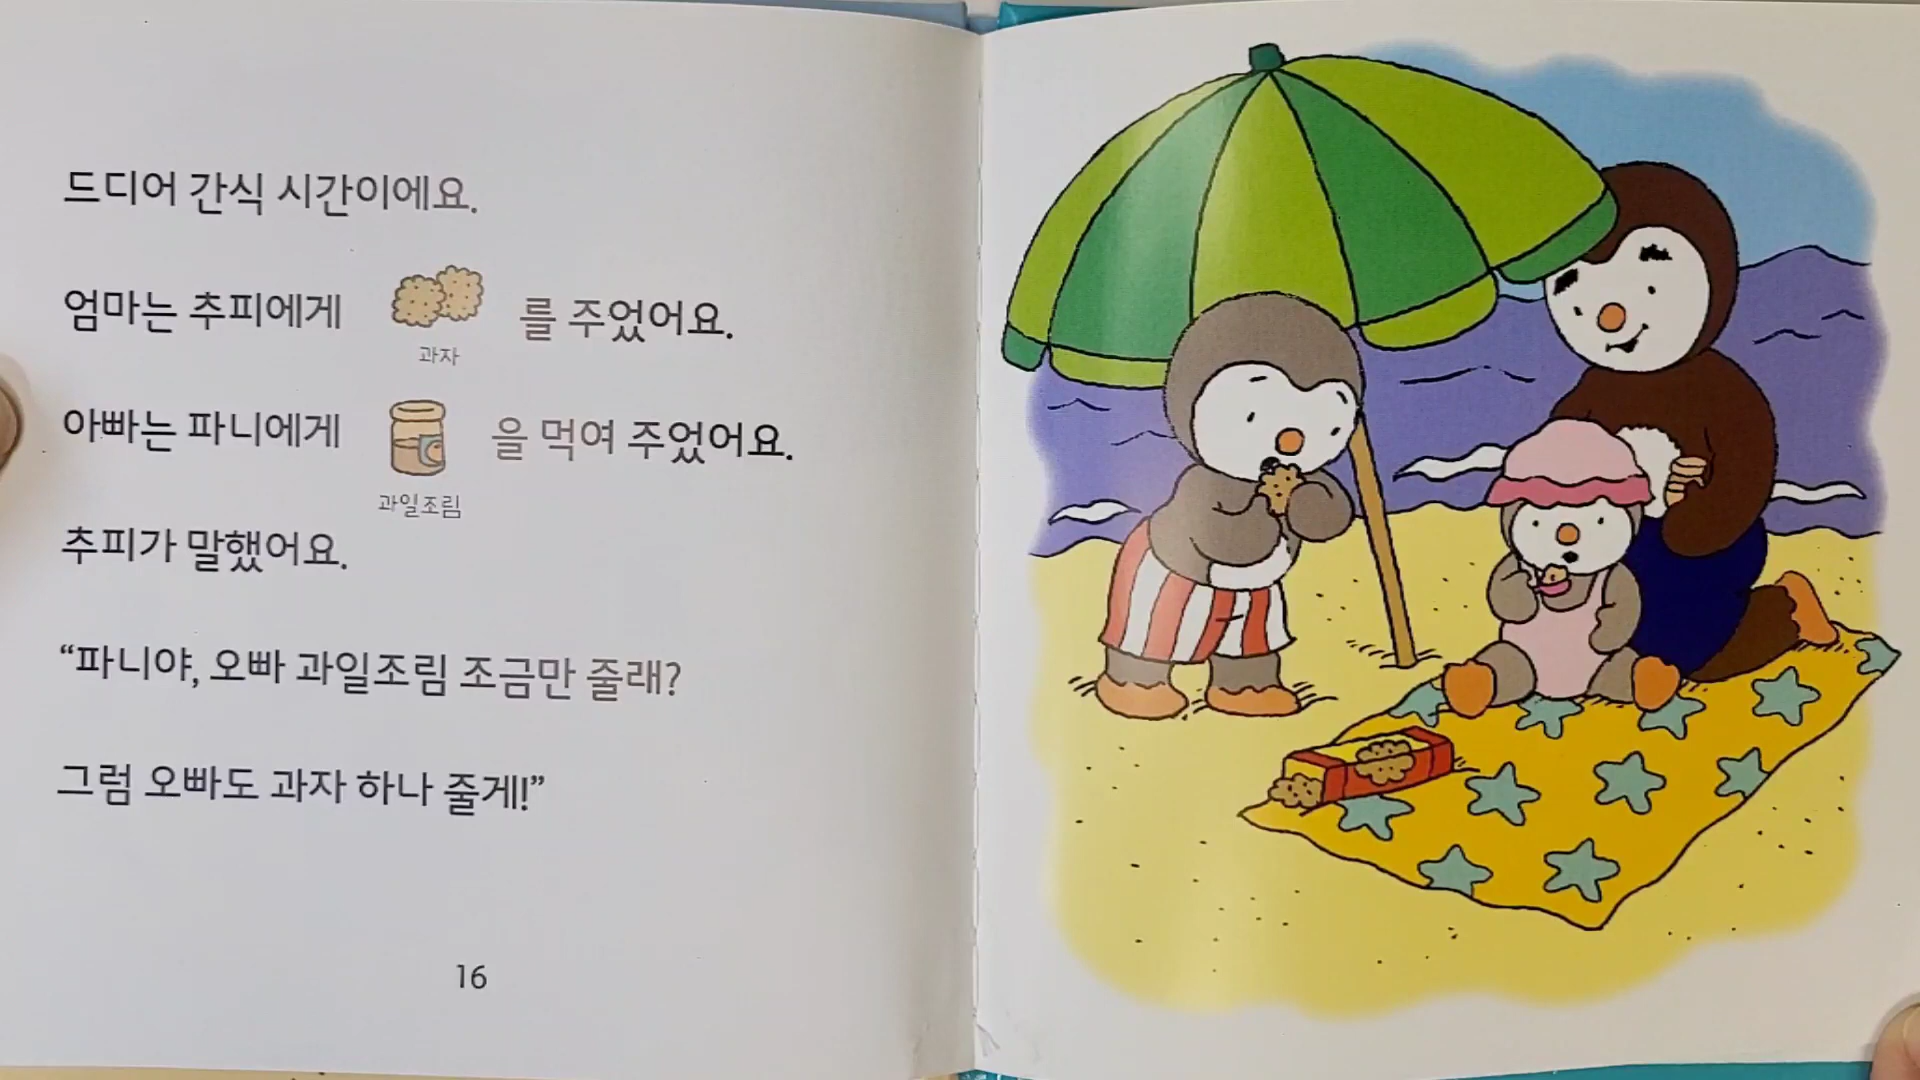 드디어 간식 시간이에요.
엄마는 추피에게 를 주었어요.
과자
아빠는 파니에게 을 먹여 주었어요.
과일조림
추피가 말했어요.
“파니야, 오빠 과일조림 조금만 줄래?
그럼 오빠도 과자 하나 줄게!”
16